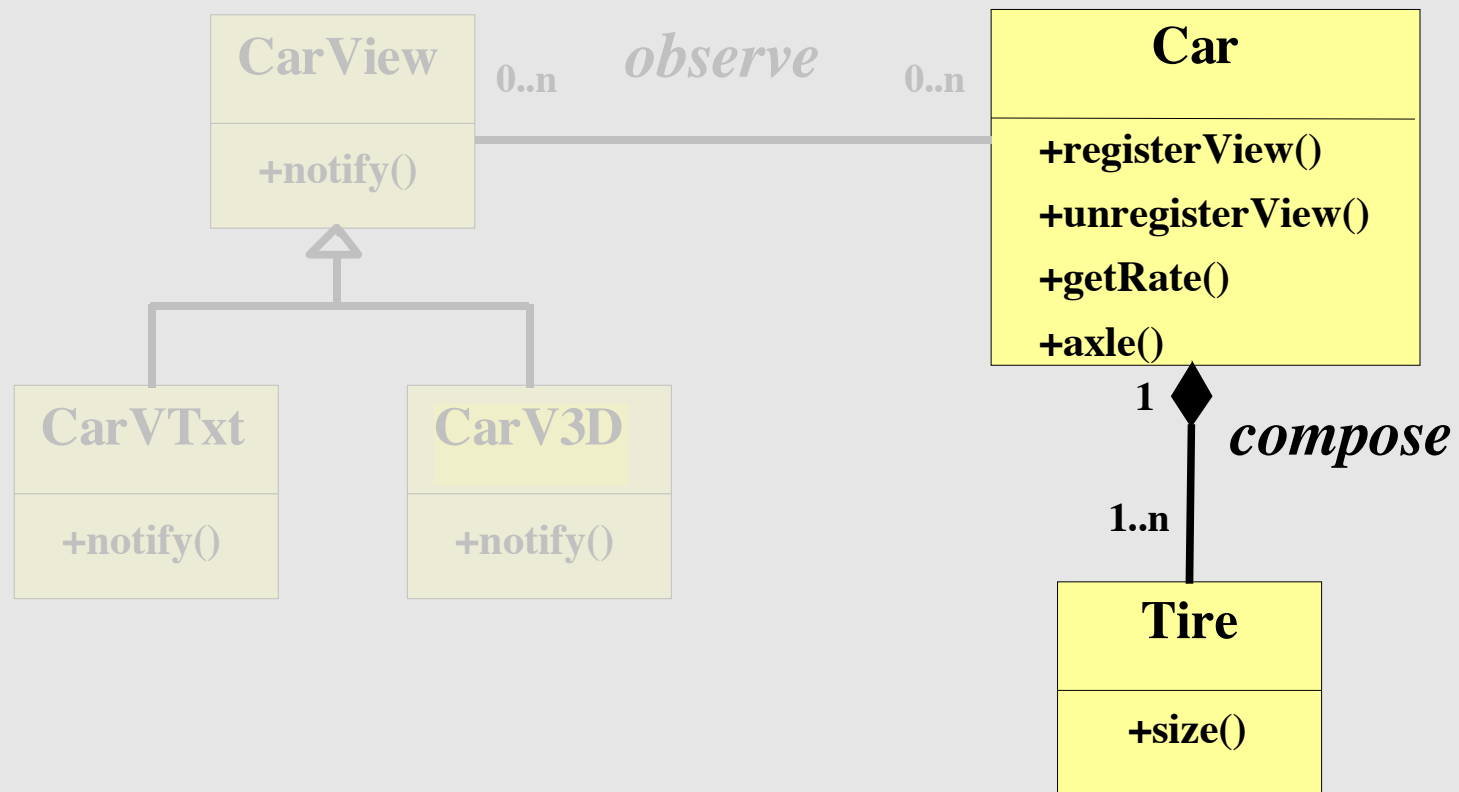 CarView
+notify()
0..n
observe
0..n
Car
+registerView()
+unregisterView()
+getRate()
+axle()
1
compose
1..n
CarVTxt
+notify()
CarV3D
+notify()
Tire
+size()